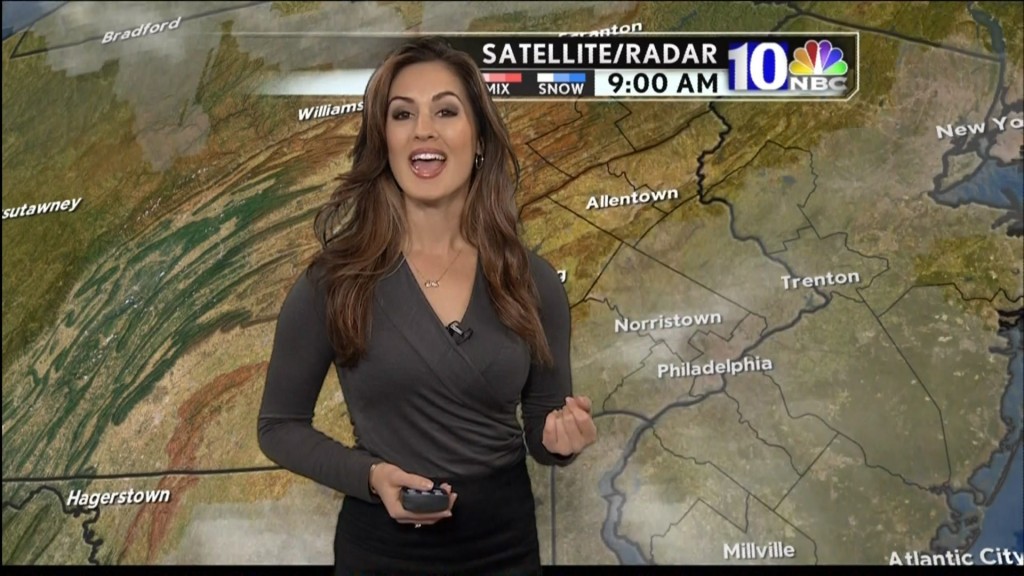 Bradford
Scranton
SATELLITE/RADAR
10
NBC
MIX
SNOW
9:00 AM
Williams
New Yo
sutawney
Allentown
g
Trenton
Norristown
Philadelphia
Hagerstown
Millville
Atlantic City